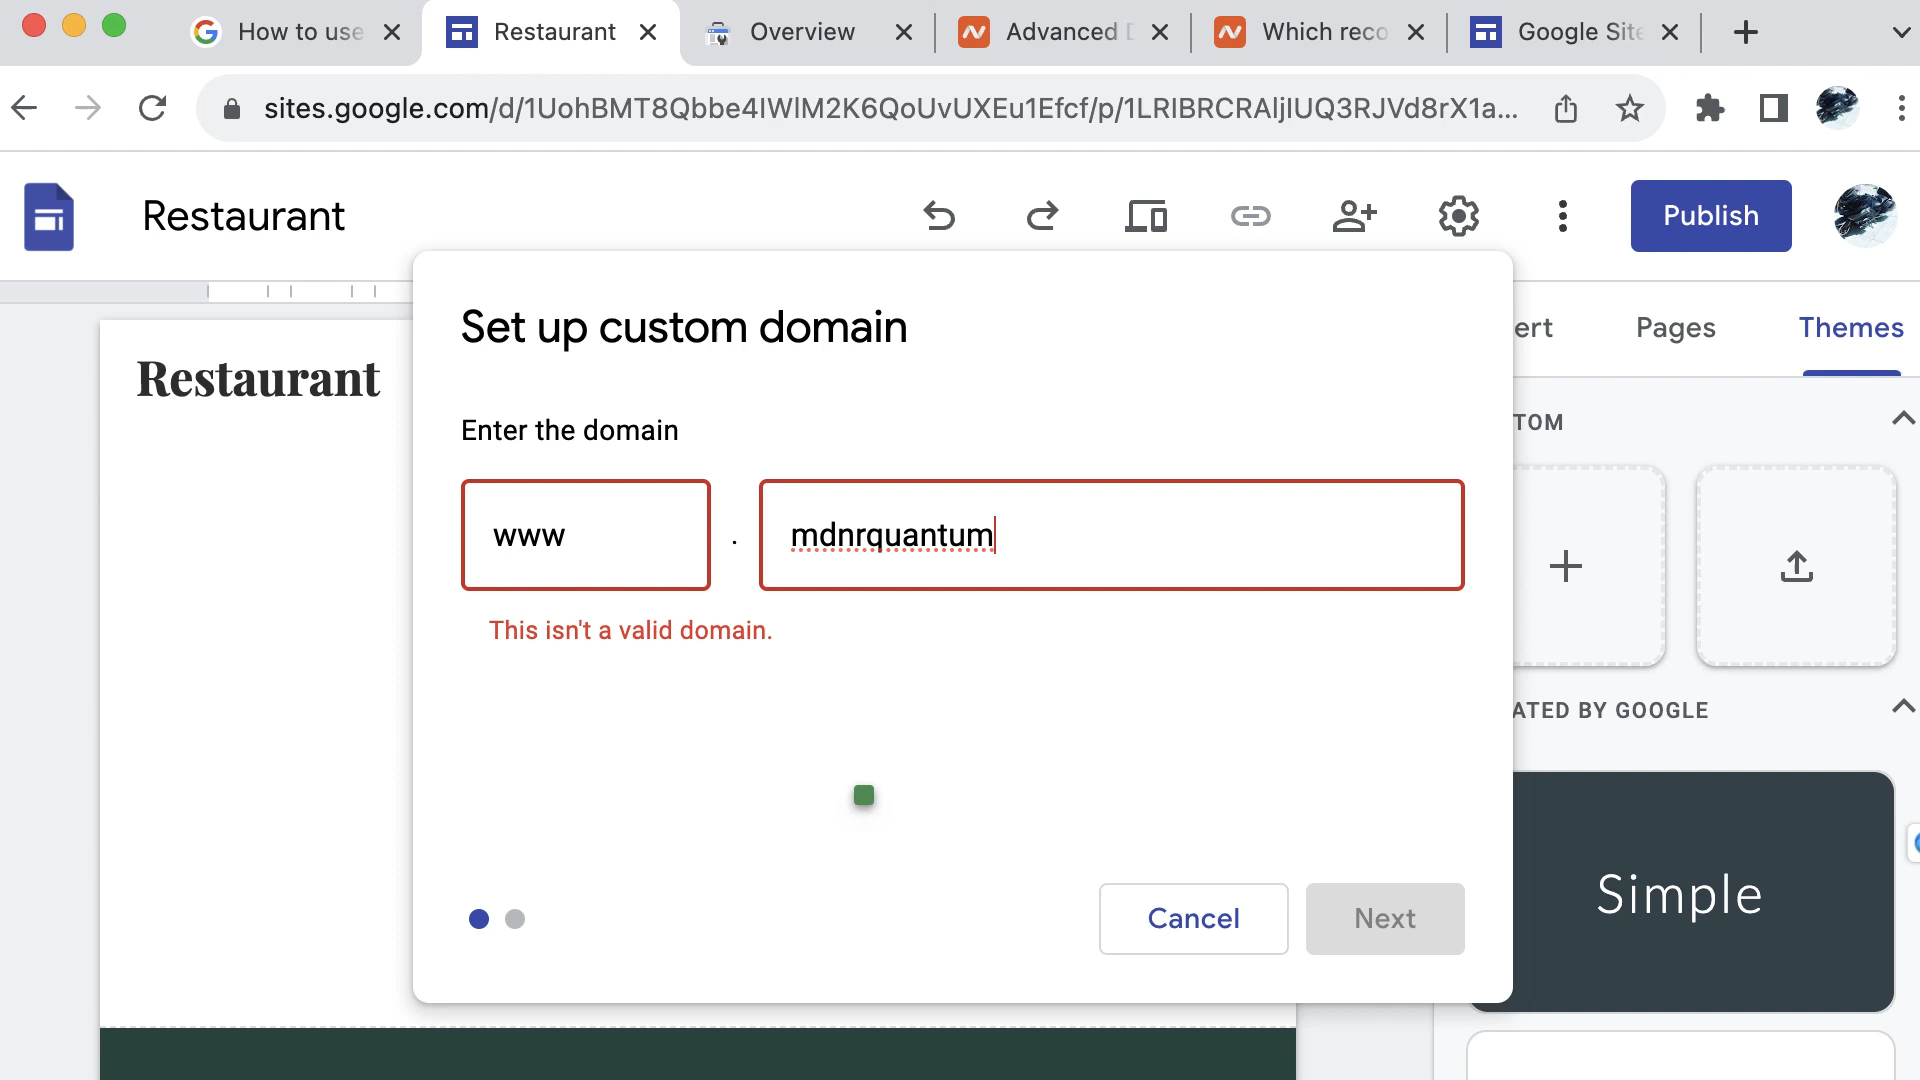 How to use
Restaurant
Overview
Advanced D
Which reco
Google Site
sites.google.com/d/1UohBMT8Qbbe4IWlM2K6QoUvUXEu1Efcf/p/1LRIBRCRAljlUQ3RJVd8rX1a...
Restaurant
Publish
Set up custom domain
ert
Pages
Themes
Restaurant
TOM
Enter the domain
www . mdnrquantum
This isn't a valid domain.
ATED BY GOOGLE
Simple
Cancel
Next